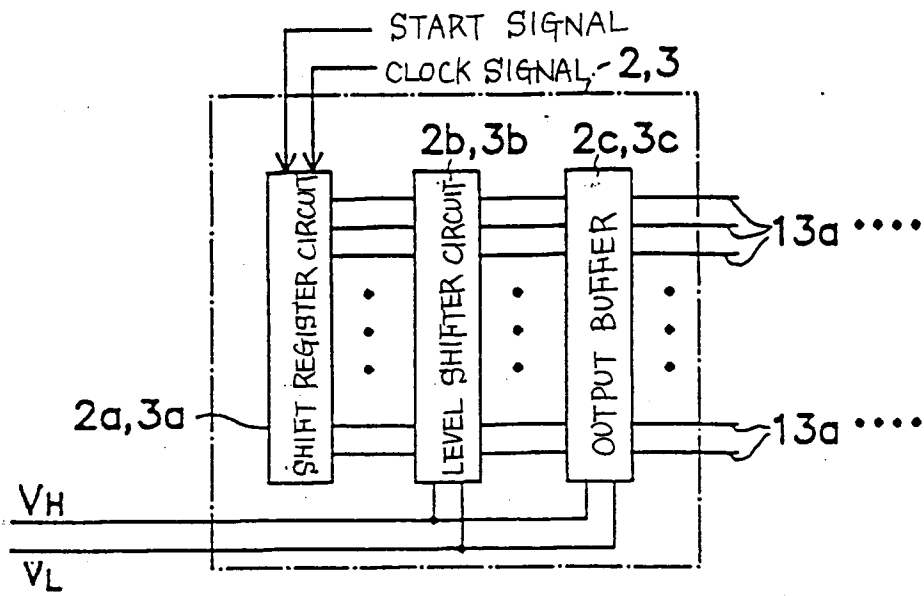 START SIGNAL
CLOCK SIGNAL
2,3
2b,3b
2c,3c
13a ••••
SHIFT REGISTER CIRCUIT
LEVEL SHIFTER CIRCUIT
OUTPUT BUFFER
2a,3a
13a ••••
VH
VL